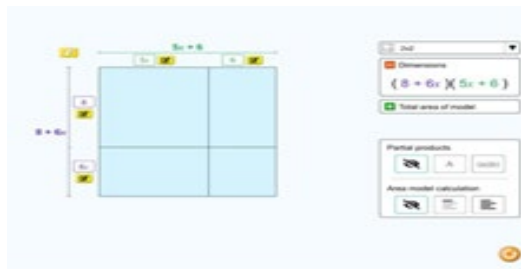 5x + 6
5x 6
8
8 + 6x
6x
2x2
Dimensions
( 8 + 6x )( 5x + 6 )
Total area of model
Partial products
A
Area model calculation